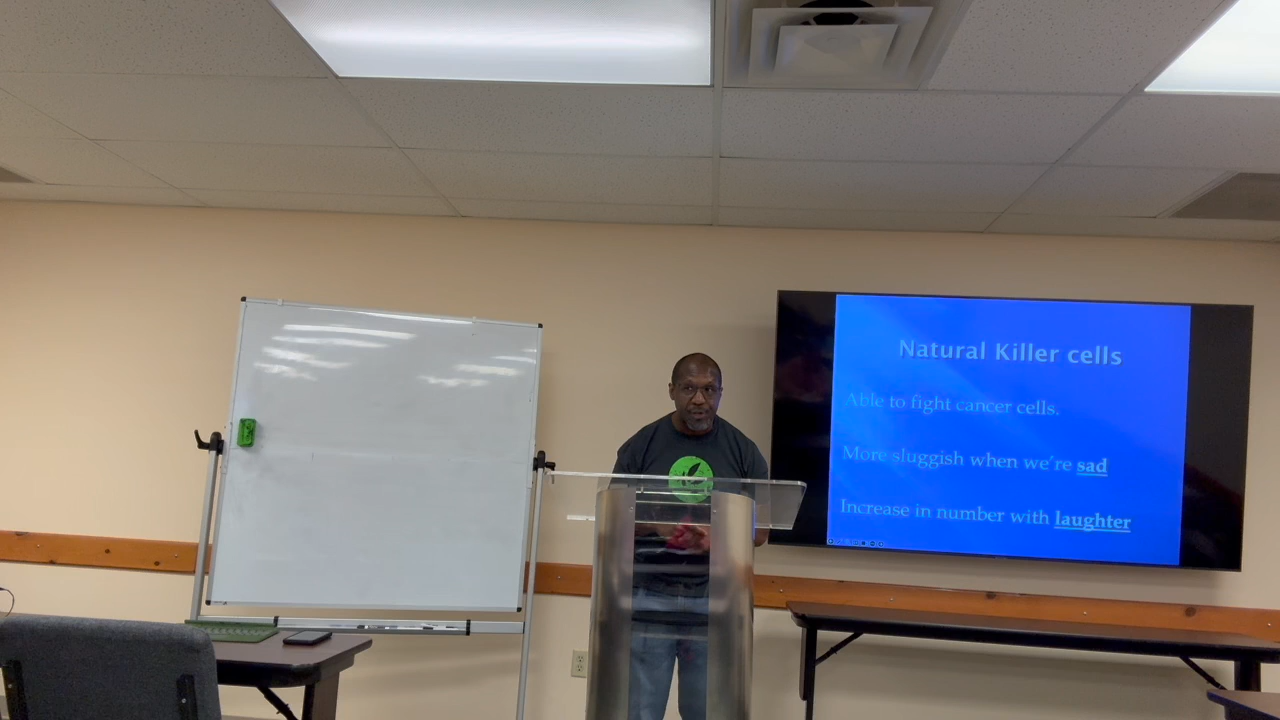 Natural Killer cells
Able to fight cancer cells.
More sluggish when we're sad
Increase in number with laughter